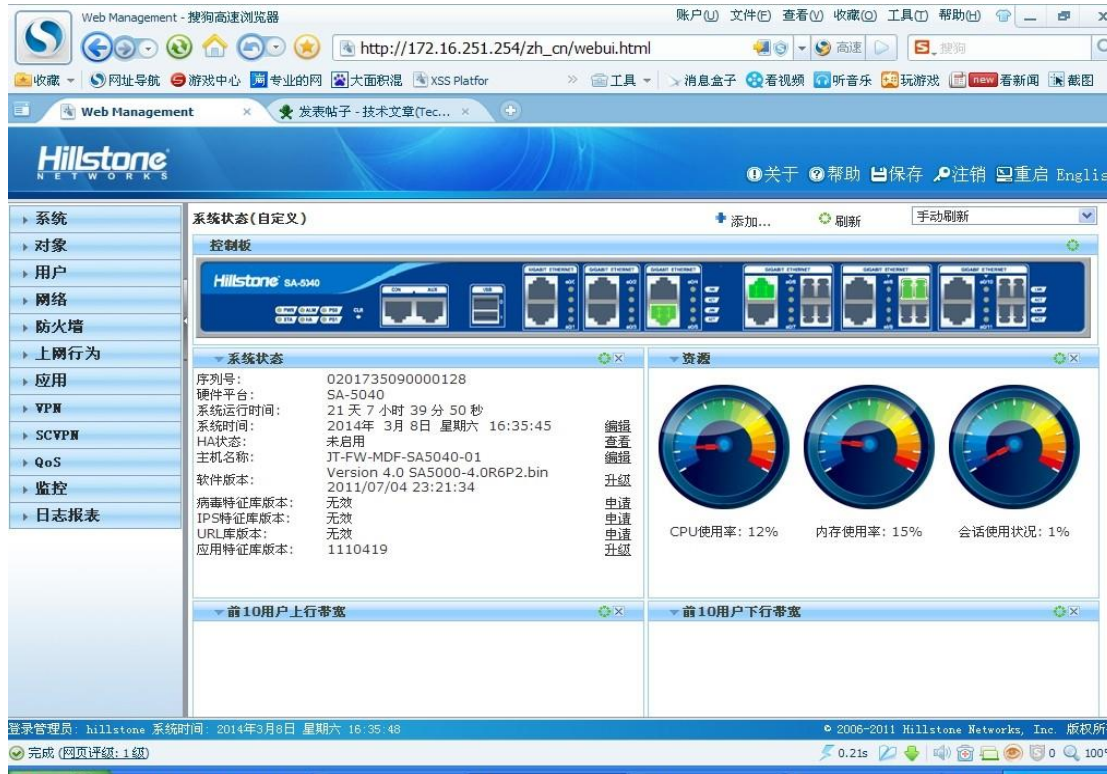 Web Management - 搜狗高速浏览器
账户(U) 文件(F) 查看(V) 收藏(O) 工具(T) 帮助(H)
http://172.16.251.254/zh_cn/webui.html
高速
搜狗
收藏 网址导航 游戏中心 专业的网 大面积混 XSS Platfor » 工具 消息盒子 看视频 听音乐 玩游戏 new 看新闻 截图
Web Manageme × 发表帖子 - 技术文章(Tec... ×
Hillstone
NETWORKS
关于 帮助 保存 注销 重启 Englis
系统
对象
用户
网络
防火墙
上网行为
应用
VPN
SCVPN
QoS
监控
日志报表
系统状态(自定义) 添加... 刷新 手动刷新
控制板
Hillstone SA-5040
CON AUX USB
系统状态
序列号: 0201735090000128
硬件平台: SA-5040
系统运行时间: 21 天 7 小时 39 分 50 秒
系统时间: 2014年 3月 8日 星期六 16:35:45 编辑
HA状态: 未启用 查看
主机名称: JT-FW-MDF-SA5040-01 编辑
软件版本: Version 4.0 SA5000-4.0R6P2.bin 2011/07/04 23:21:34 升级
病毒特征库版本: 无效 申请
IPS特征库版本: 无效 申请
URL库版本: 无效 申请
应用特征库版本: 1110419 升级
资源
CPU使用率: 12% 内存使用率: 15% 会话使用状况: 1%
前10用户上行带宽
前10用户下行带宽
登录管理员: hillstone 系统时间: 2014年3月8日 星期六 16:35:48
© 2006-2011 Hillstone Networks, Inc. 版权所
完成 (网页评级: 1级)
0.21s 0 100%